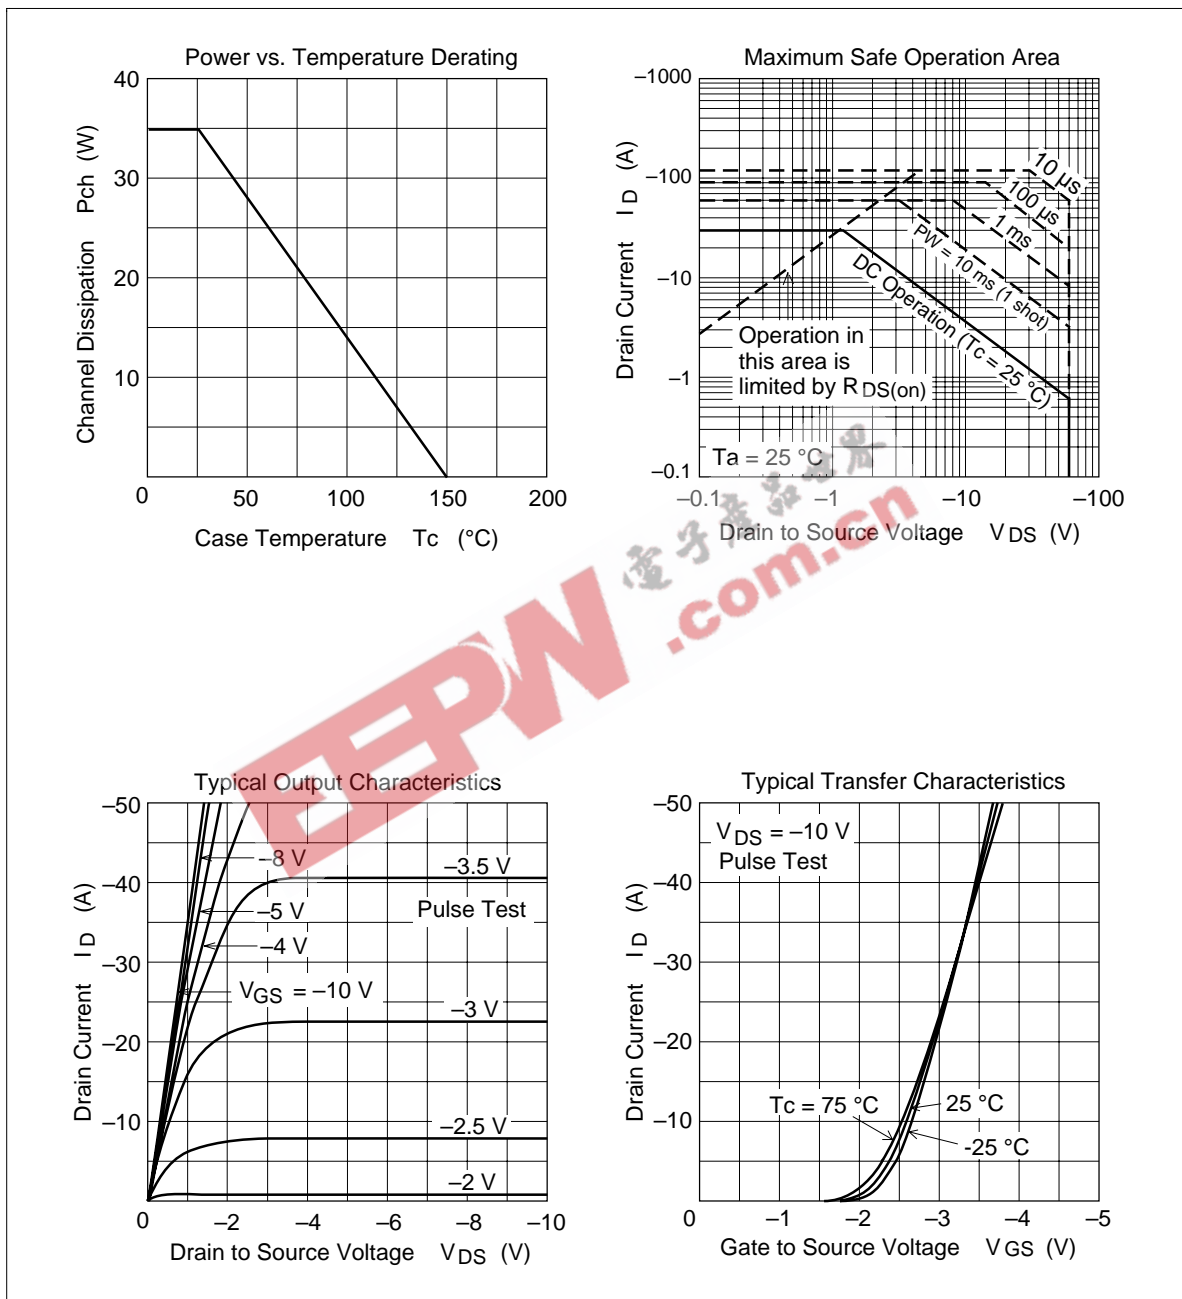 Power vs. Temperature Derating
40
30
20
10
0
50
100
150
200
Channel Dissipation Pch (W)
Case Temperature Tc (°C)
Maximum Safe Operation Area
–1000
–100
–10
–1
–0.1
–0.1
–1
–10
–100
Drain Current I D (A)
10 µs
100 µs
1 ms
PW = 10 ms (1 shot)
DC Operation (Tc = 25 °C)
Operation in
this area is
limited by R DS(on)
Ta = 25 °C
Drain to Source Voltage V DS (V)
電子產品世界
EEPW
.com.cn
Typical Output Characteristics
–50
–40
–30
–20
–10
0
–2
–4
–6
–8
–10
Drain Current I D (A)
–8 V
–5 V
–4 V
V GS = –10 V
–3.5 V
Pulse Test
–3 V
–2.5 V
–2 V
Drain to Source Voltage V DS (V)
Typical Transfer Characteristics
–50
–40
–30
–20
–10
0
–1
–2
–3
–4
–5
Drain Current I D (A)
V DS = –10 V
Pulse Test
Tc = 75 °C
25 °C
-25 °C
Gate to Source Voltage V GS (V)